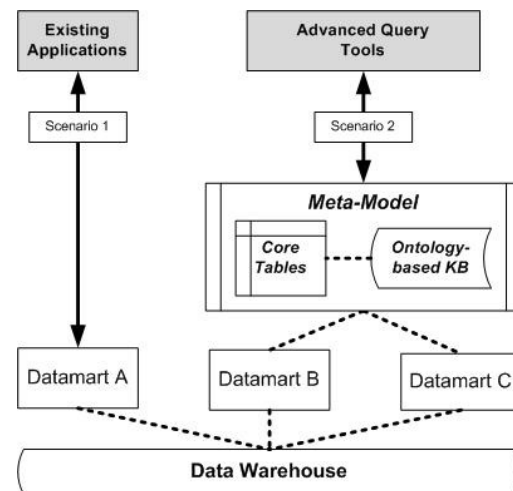 Existing
Applications
Advanced Query
Tools
Scenario 1
Scenario 2
Meta-Model
Core
Tables
Ontology-
based KB
Datamart A
Datamart B
Datamart C
Data Warehouse